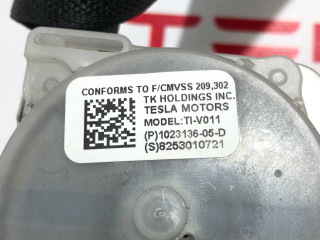 CONFORMS TO F/CMVSS 209,302
TK HOLDINGS INC.
TESLA MOTORS
MODEL:TI-V011
(P)1023136-05-D
(S)8253010721